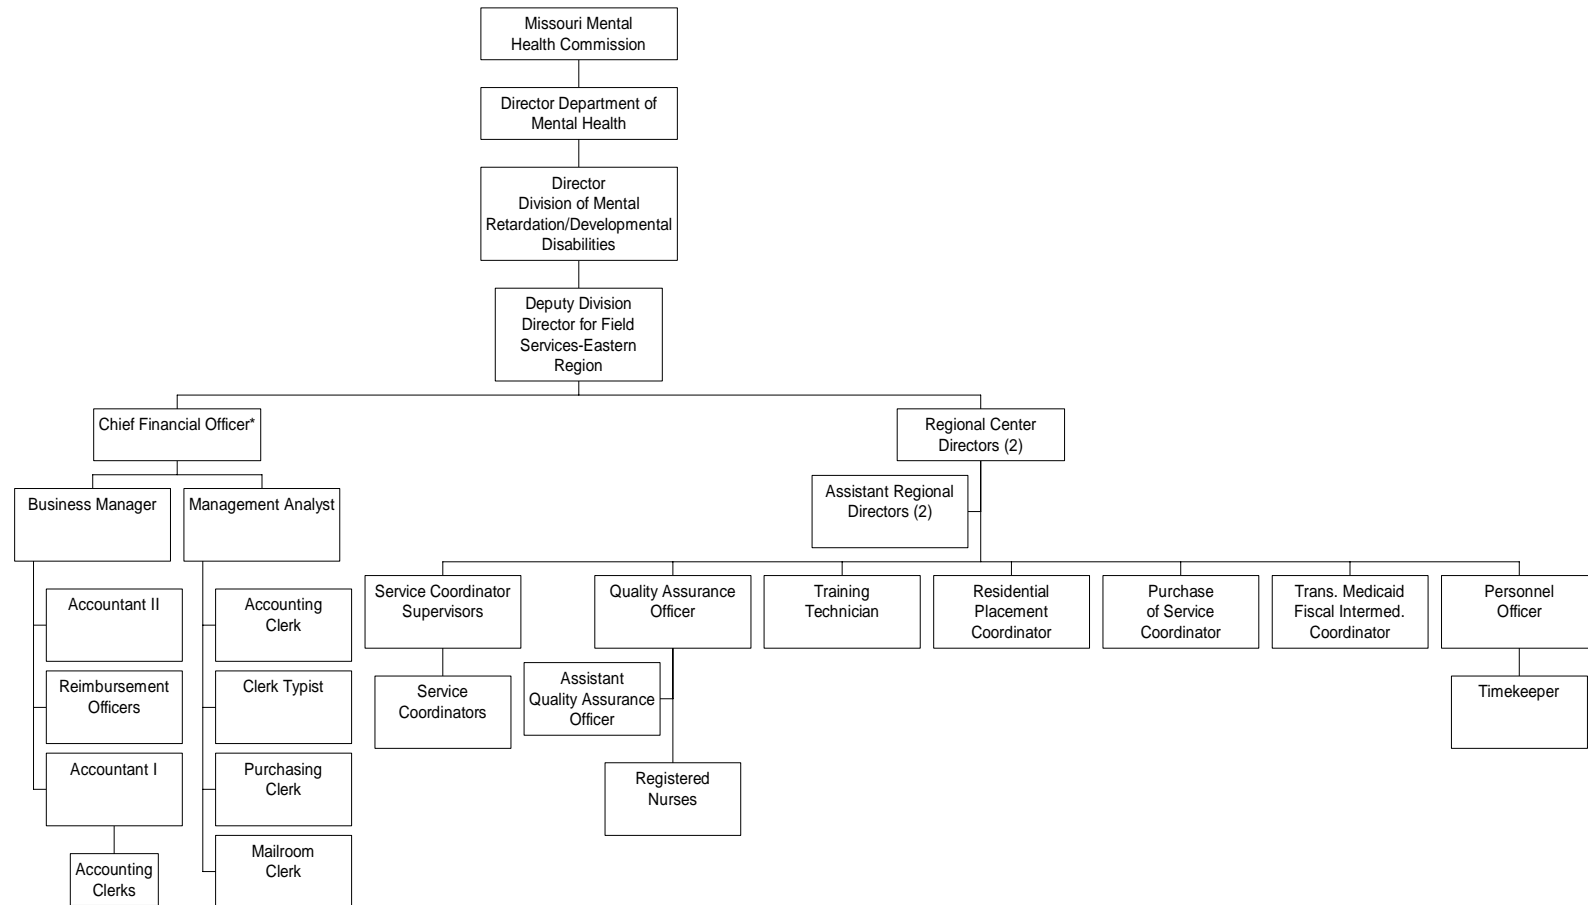 Missouri Mental
Health Commission
Director Department of
Mental Health
Director
Division of Mental
Retardation/Developmental
Disabilities
Deputy Division
Director for Field
Services-Eastern
Region
Chief Financial Officer*
Regional Center
Directors (2)
Business Manager
Management Analyst
Assistant Regional
Directors (2)
Accountant II
Reimbursement
Officers
Accountant I
Accounting
Clerks
Accounting
Clerk
Clerk Typist
Purchasing
Clerk
Mailroom
Clerk
Service Coordinator
Supervisors
Service
Coordinators
Quality Assurance
Officer
Assistant
Quality Assurance
Officer
Registered
Nurses
Training
Technician
Residential
Placement
Coordinator
Purchase
of Service
Coordinator
Trans. Medicaid
Fiscal Intermed.
Coordinator
Personnel
Officer
Timekeeper